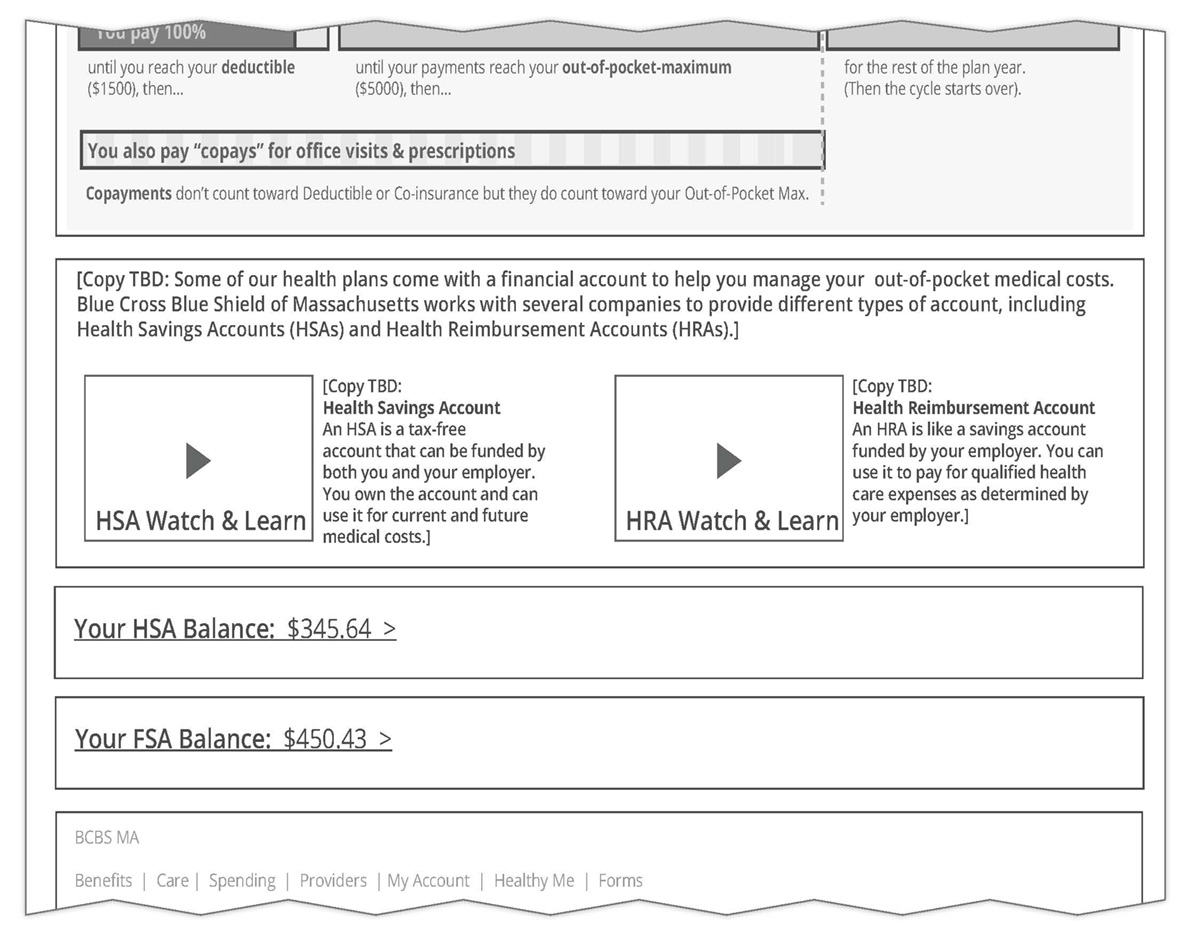 You pay 100%
until you reach your deductible
($1500), then...
until your payments reach your out-of-pocket-maximum
($5000), then...
for the rest of the plan year.
(Then the cycle starts over).
You also pay “copays” for office visits & prescriptions
Copayments don’t count toward Deductible or Co-insurance but they do count toward your Out-of-Pocket Max.
[Copy TBD: Some of our health plans come with a financial account to help you manage your out-of-pocket medical costs.
Blue Cross Blue Shield of Massachusetts works with several companies to provide different types of account, including
Health Savings Accounts (HSAs) and Health Reimbursement Accounts (HRAs).]
HSA Watch & Learn
[Copy TBD:
Health Savings Account
An HSA is a tax-free
account that can be funded by
both you and your employer.
You own the account and can
use it for current and future
medical costs.]
HRA Watch & Learn
[Copy TBD:
Health Reimbursement Account
An HRA is like a savings account
funded by your employer. You can
use it to pay for qualified health
care expenses as determined by
your employer.]
Your HSA Balance: $345.64 >
Your FSA Balance: $450.43 >
BCBS MA
Benefits | Care | Spending | Providers | My Account | Healthy Me | Forms